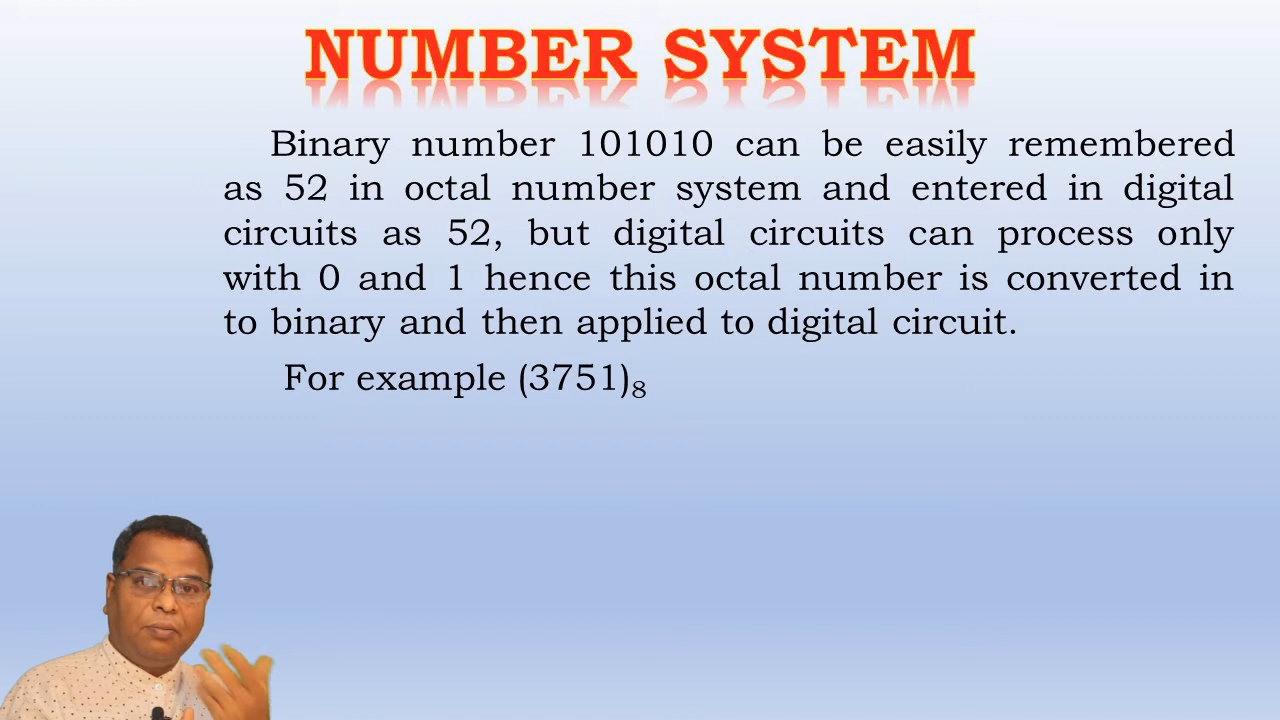 NUMBER SYSTEM
Binary number 101010 can be easily remembered
as 52 in octal number system and entered in digital
circuits as 52, but digital circuits can process only
with 0 and 1 hence this octal number is converted in
to binary and then applied to digital circuit.
For example (3751)₈